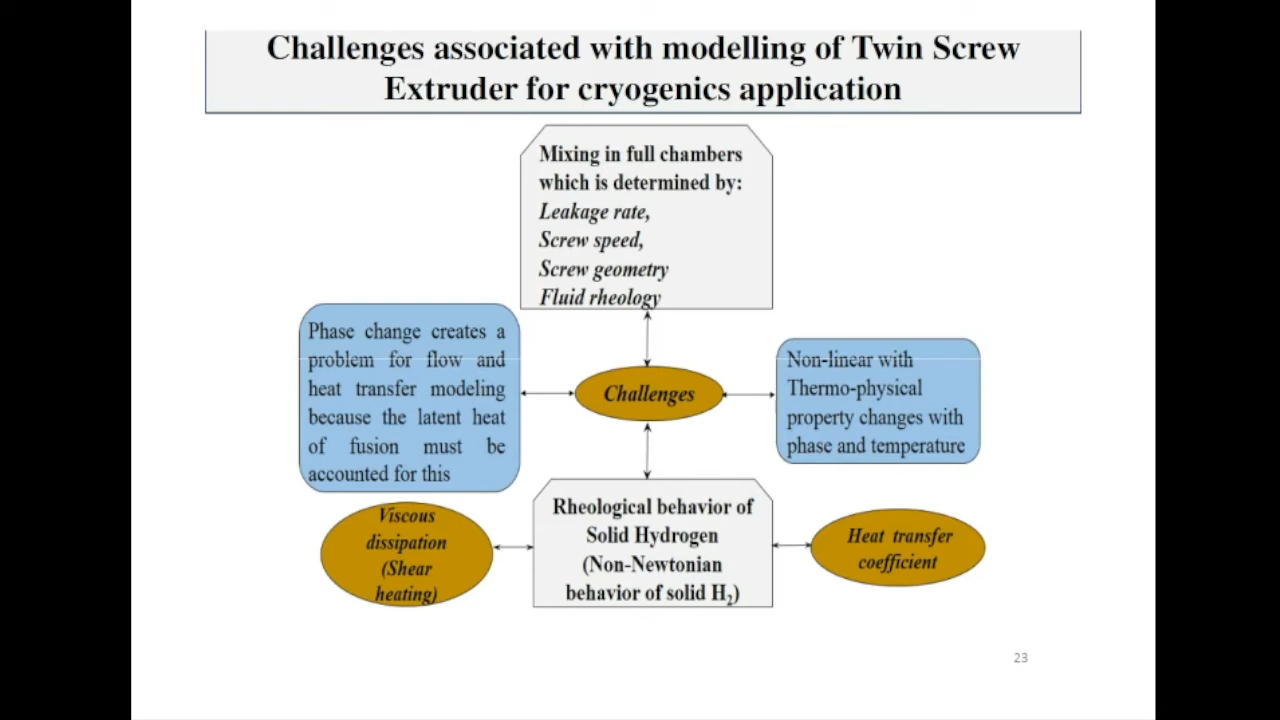 Challenges associated with modelling of Twin Screw
Extruder for cryogenics application
Mixing in full chambers
which is determined by:
Leakage rate,
Screw speed,
Screw geometry
Fluid rheology
Phase change creates a
problem for flow and
heat transfer modeling
because the latent heat
of fusion must be
accounted for this
Challenges
Non-linear with
Thermo-physical
property changes with
phase and temperature
Viscous
dissipation
(Shear
heating)
Rheological behavior of
Solid Hydrogen
(Non-Newtonian
behavior of solid H₂)
Heat transfer
coefficient
23